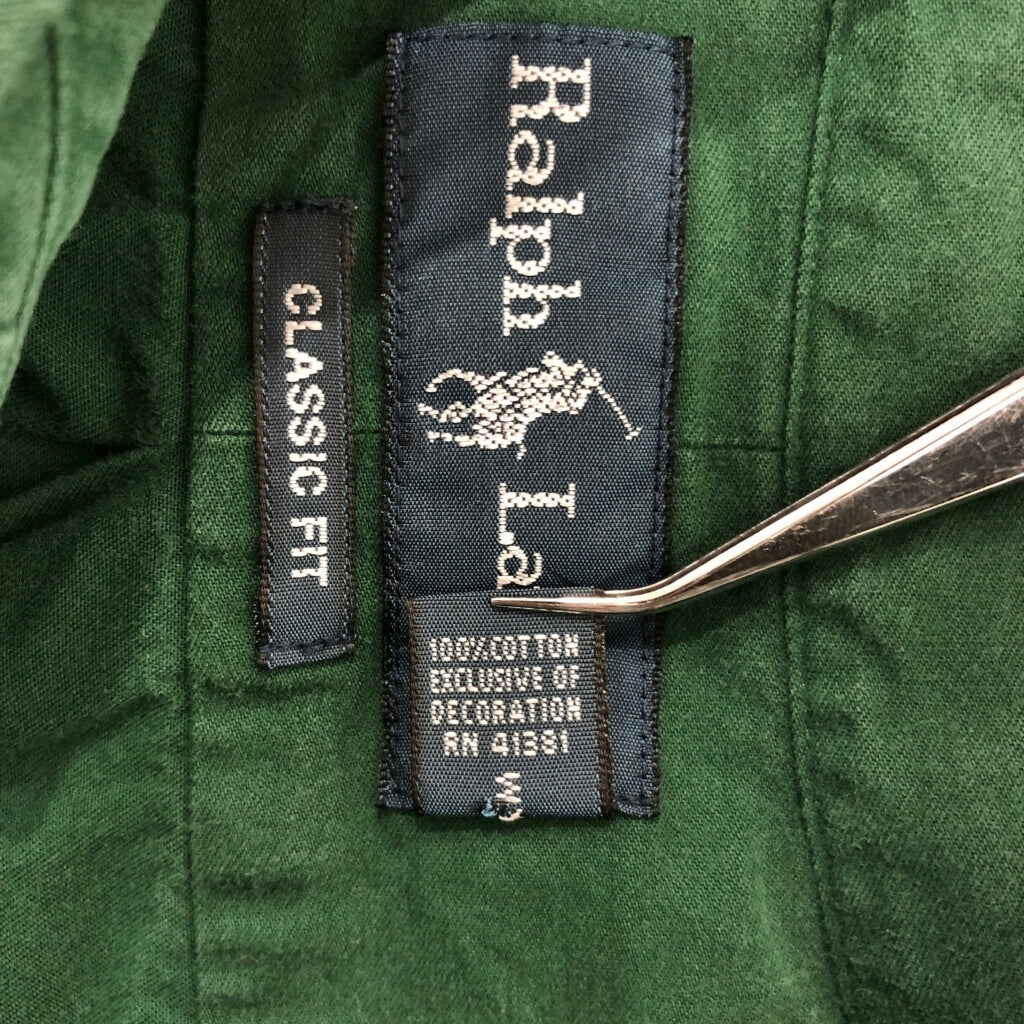 Ralph La
CLASSIC FIT
100% COTTON
EXCLUSIVE OF
DECORATION
RN 41381